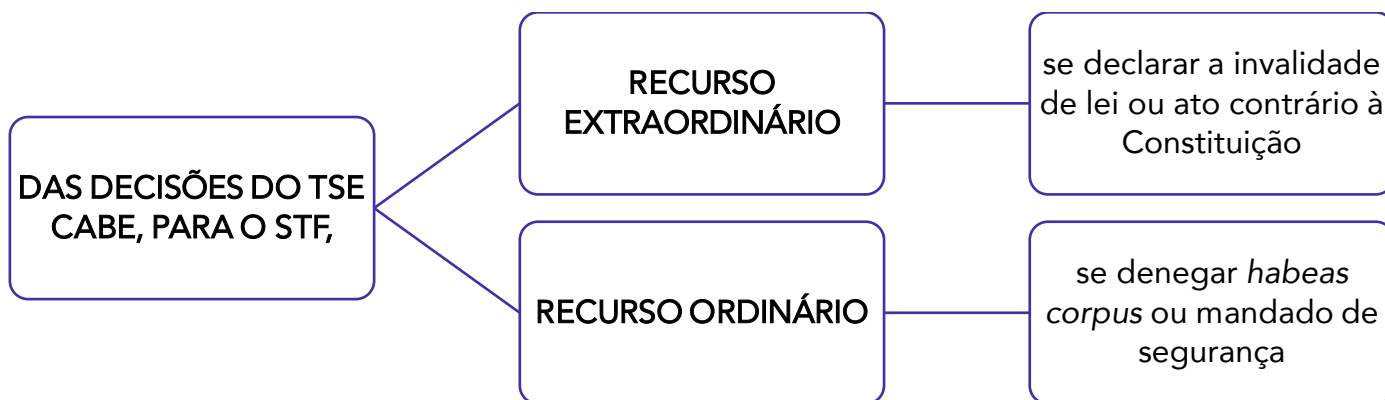 DAS DECISÕES DO TSE
CABE, PARA O STF,
RECURSO
EXTRAORDINÁRIO
se declarar a invalidade
de lei ou ato contrário à
Constituição
RECURSO ORDINÁRIO
se denegar habeas
corpus ou mandado de
segurança